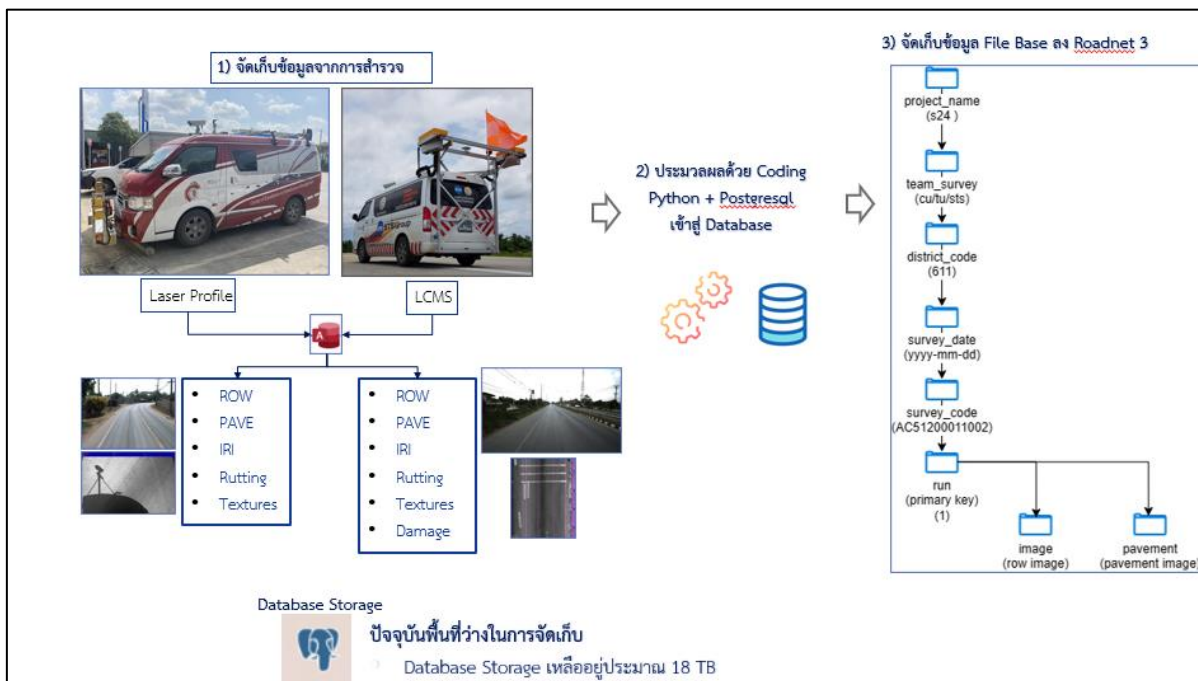 1) จัดเก็บข้อมูลจากการสำรวจ
Laser Profile
LCMS
A
• ROW
• PAVE
• IRI
• Rutting
• Textures
• ROW
• PAVE
• IRI
• Rutting
• Textures
• Damage
2) ประมวลผลด้วย Coding
Python + Postgresql
เข้าสู่ Database
3) จัดเก็บข้อมูล File Base ลง Roadnet 3
project_name
(s24 )
team_survey
(cu/tu/sts)
district_code
(611)
survey_date
(yyyy-mm-dd)
survey_code
(AC51200011002)
run
(primary key)
(1)
image
(row image)
pavement
(pavement image)
Database Storage
ปัจจุบันพื้นที่ว่างในการจัดเก็บ
Database Storage เหลืออยู่ประมาณ 18 TB